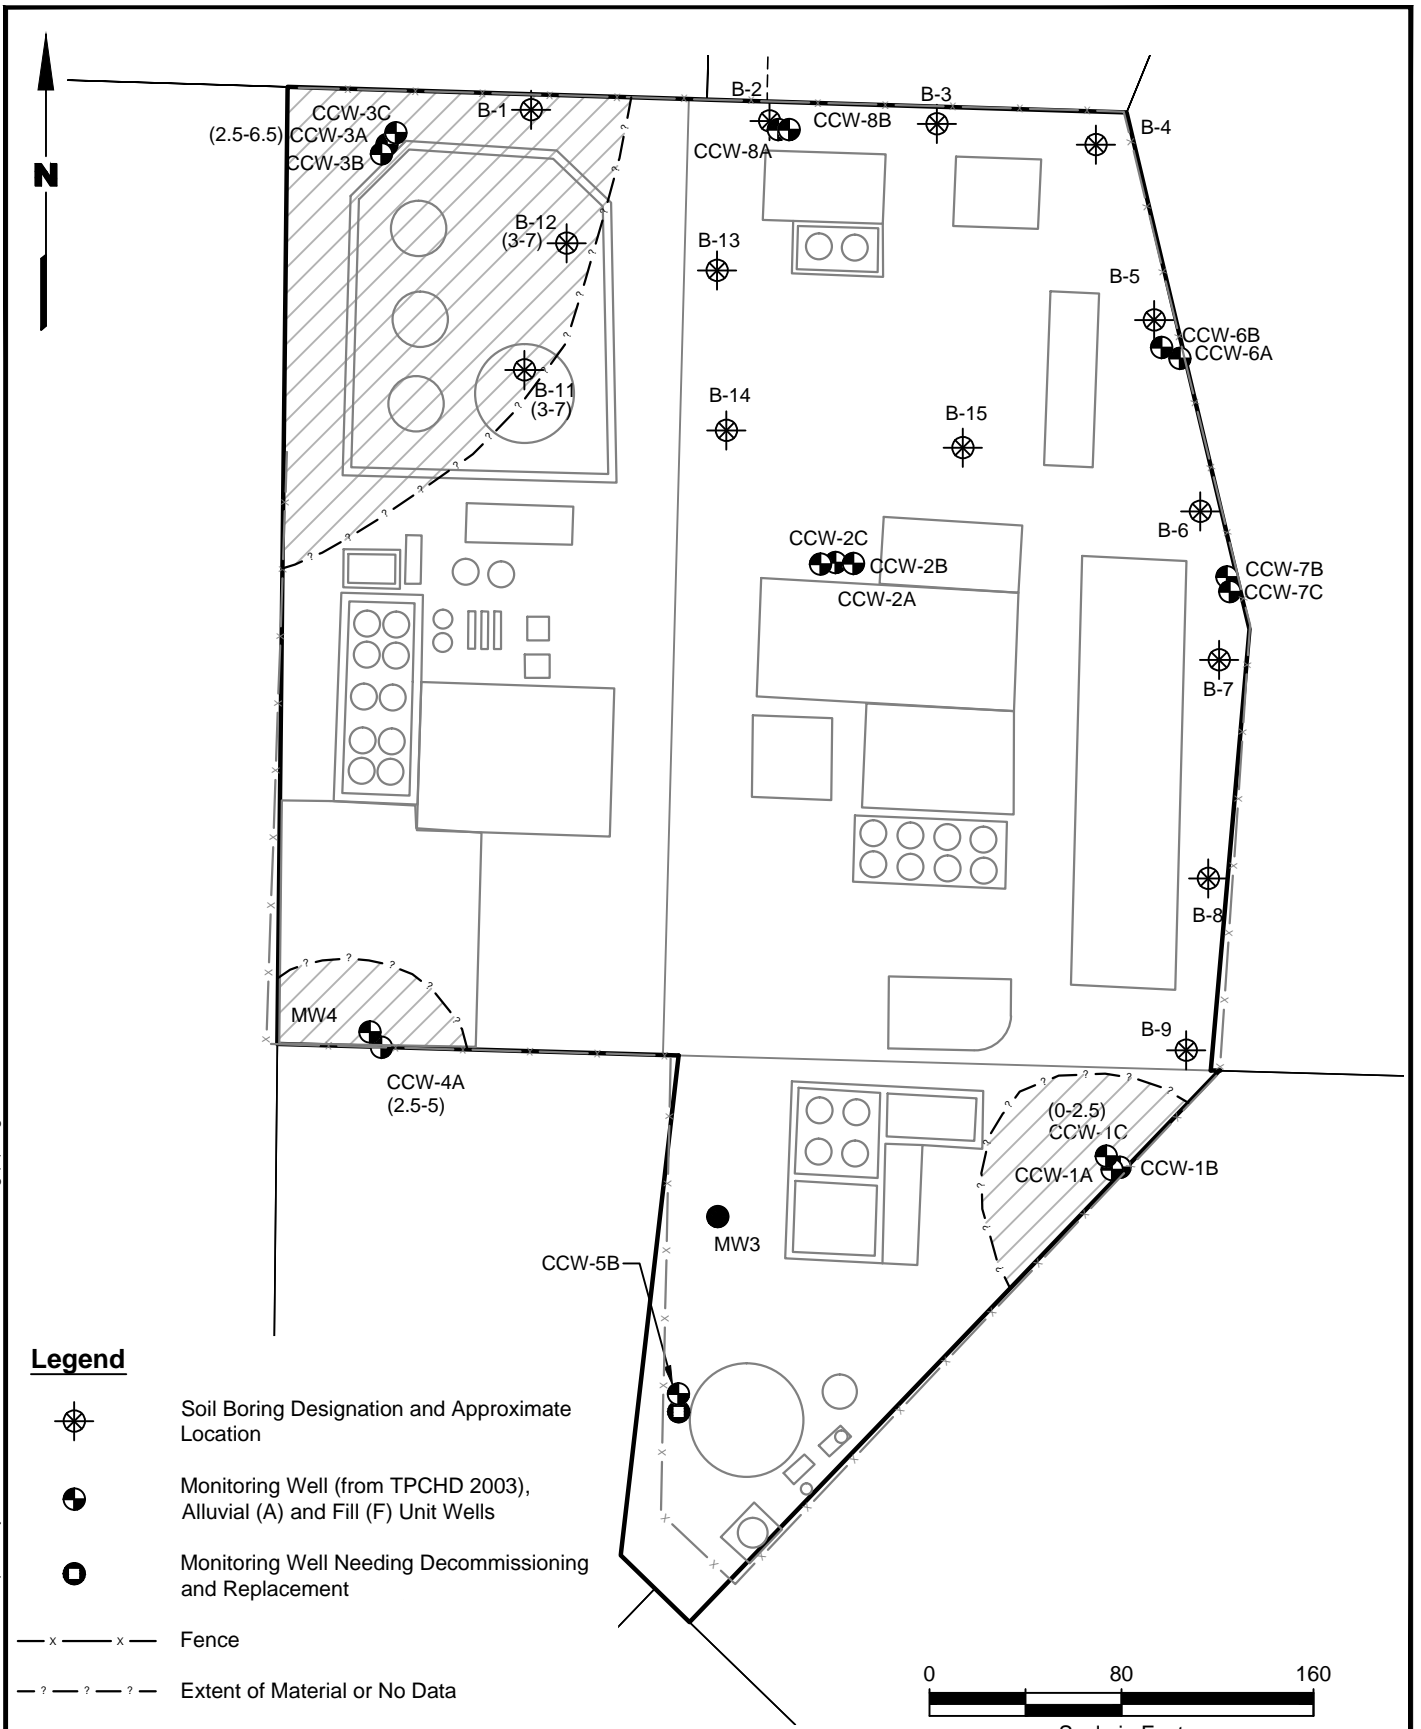 N
CCW-3C
(2.5-6.5) CCW-3A
CCW-3B
B-1
B-2
CCW-8B
CCW-8A
B-3
B-4
B-12
(3-7)
B-13
B-5
CCW-6B
CCW-6A
B-11
(3-7)
B-14
B-15
B-6
CCW-2C
CCW-2B
CCW-2A
CCW-7B
CCW-7C
B-7
B-8
MW4
CCW-4A
(2.5-5)
B-9
(0-2.5)
CCW-1C
CCW-1A
CCW-1B
MW3
CCW-5B
Legend
Soil Boring Designation and Approximate
Location
Monitoring Well (from TPCHD 2003),
Alluvial (A) and Fill (F) Unit Wells
Monitoring Well Needing Decommissioning
and Replacement
x x Fence
? ? ? Extent of Material or No Data
0 80 160